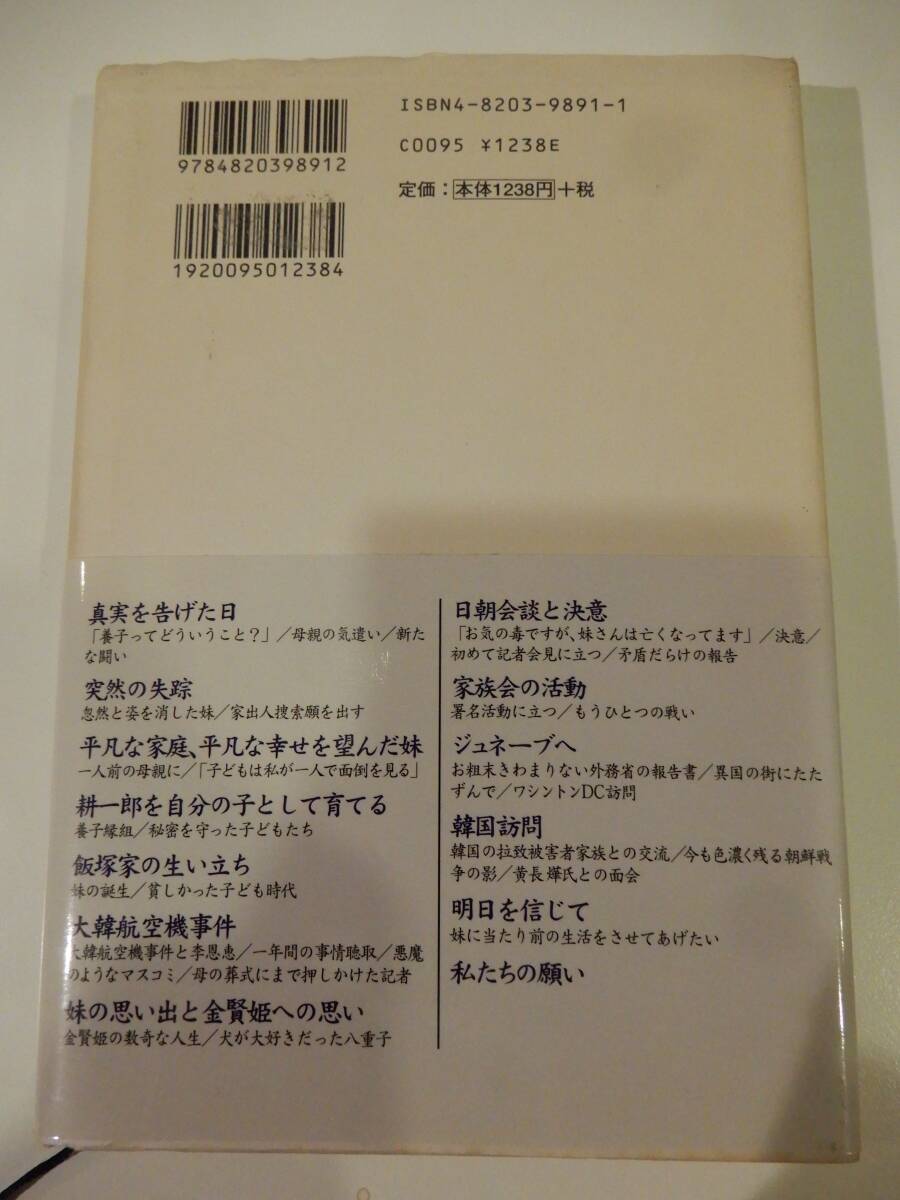 ISBN4-8203-9891-1
9784820398912
C0095 ¥1238E
定価：本体1238円+税
1920095012384
真実を告げた日
「養子ってどういうこと？」／母親の気遣い／新た
な闘い
突然の失踪
忽然と姿を消した妹／家出人捜索願を出す
平凡な家庭、平凡な幸せを望んだ妹
一人前の母親に／「子どもは私が一人で面倒を見る」
耕一郎を自分の子として育てる
養子縁組／秘密を守った子どもたち
飯塚家の生い立ち
妹の誕生／貧しかった子ども時代
大韓航空機事件
大韓航空機事件と李恩恵／一年間の事情聴取／悪魔
のようなマスコミ／母の葬式にまで押しかけた記者
妹の思い出と金賢姫への思い
金賢姫の数奇な人生／犬が大好きだった八重子
日朝会談と決意
「お気の毒ですが、妹さんは亡くなってます」／決意／
初めて記者会見に立つ／矛盾だらけの報告
家族会の活動
署名活動に立つ／もうひとつの戦い
ジュネーブへ
お粗末きわまりない外務省の報告書／異国の街にたた
ずんで／ワシントンDC訪問
韓国訪問
韓国の拉致被害者家族との交流／今も色濃く残る朝鮮戦
争の影／黄長燁氏との面会
明日を信じて
妹に当たり前の生活をさせてあげたい
私たちの願い